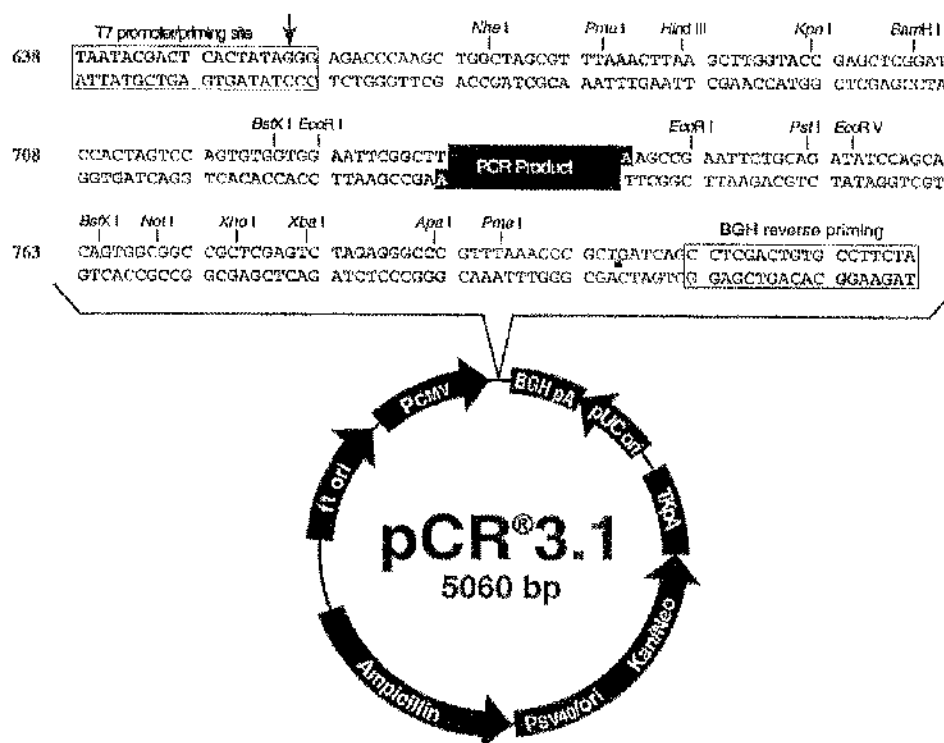 T7 promoter/priming site Nhe I Pme I Hind III Kpn I BamH I
638 TAATACGACT CACTATAGGG AGACCCAAGC TGGCTAGCGT TTAAACTTAA GCTTGGTACC GAGCTCGGAT
ATTATGCTGA GTGATATCCC TCTGGGTTCG ACCGATCGCA AATTTGAATT CGAACCATGG CTCGAGCCTA
BstX I EcoR I EcoR I Pst I EcoR V
708 CCACTAGTCC AGTGTGGTGG AATTCGGCTT PCR Product AAGCCG AATTCTGCAG ATATCCAGCA
GGTGATCAGG TCACACCACC TTAAGCCGAA TTCGGC TTAAGACGTC TATAGGTCGT
BstX I Not I Xho I Xba I Apa I Pme I BGH reverse priming
763 CAGTGGCGGC CGCTCGAGTC TAGAGGGCCC GTTTAAACCC GCTGATCAGC CTCGACTGTG CCTTCTA
GTCACCGCCG GCGAGCTCAG ATCTCCCGGG CAAATTTGGG CGACTAGTCG GAGCTGACAC GGAAGAT
PCMV
BGH pA
pUC ori
f1 ori
TKpA
pCR®3.1
5060 bp
Kan/Neo
Ampicillin
PSV40/ori